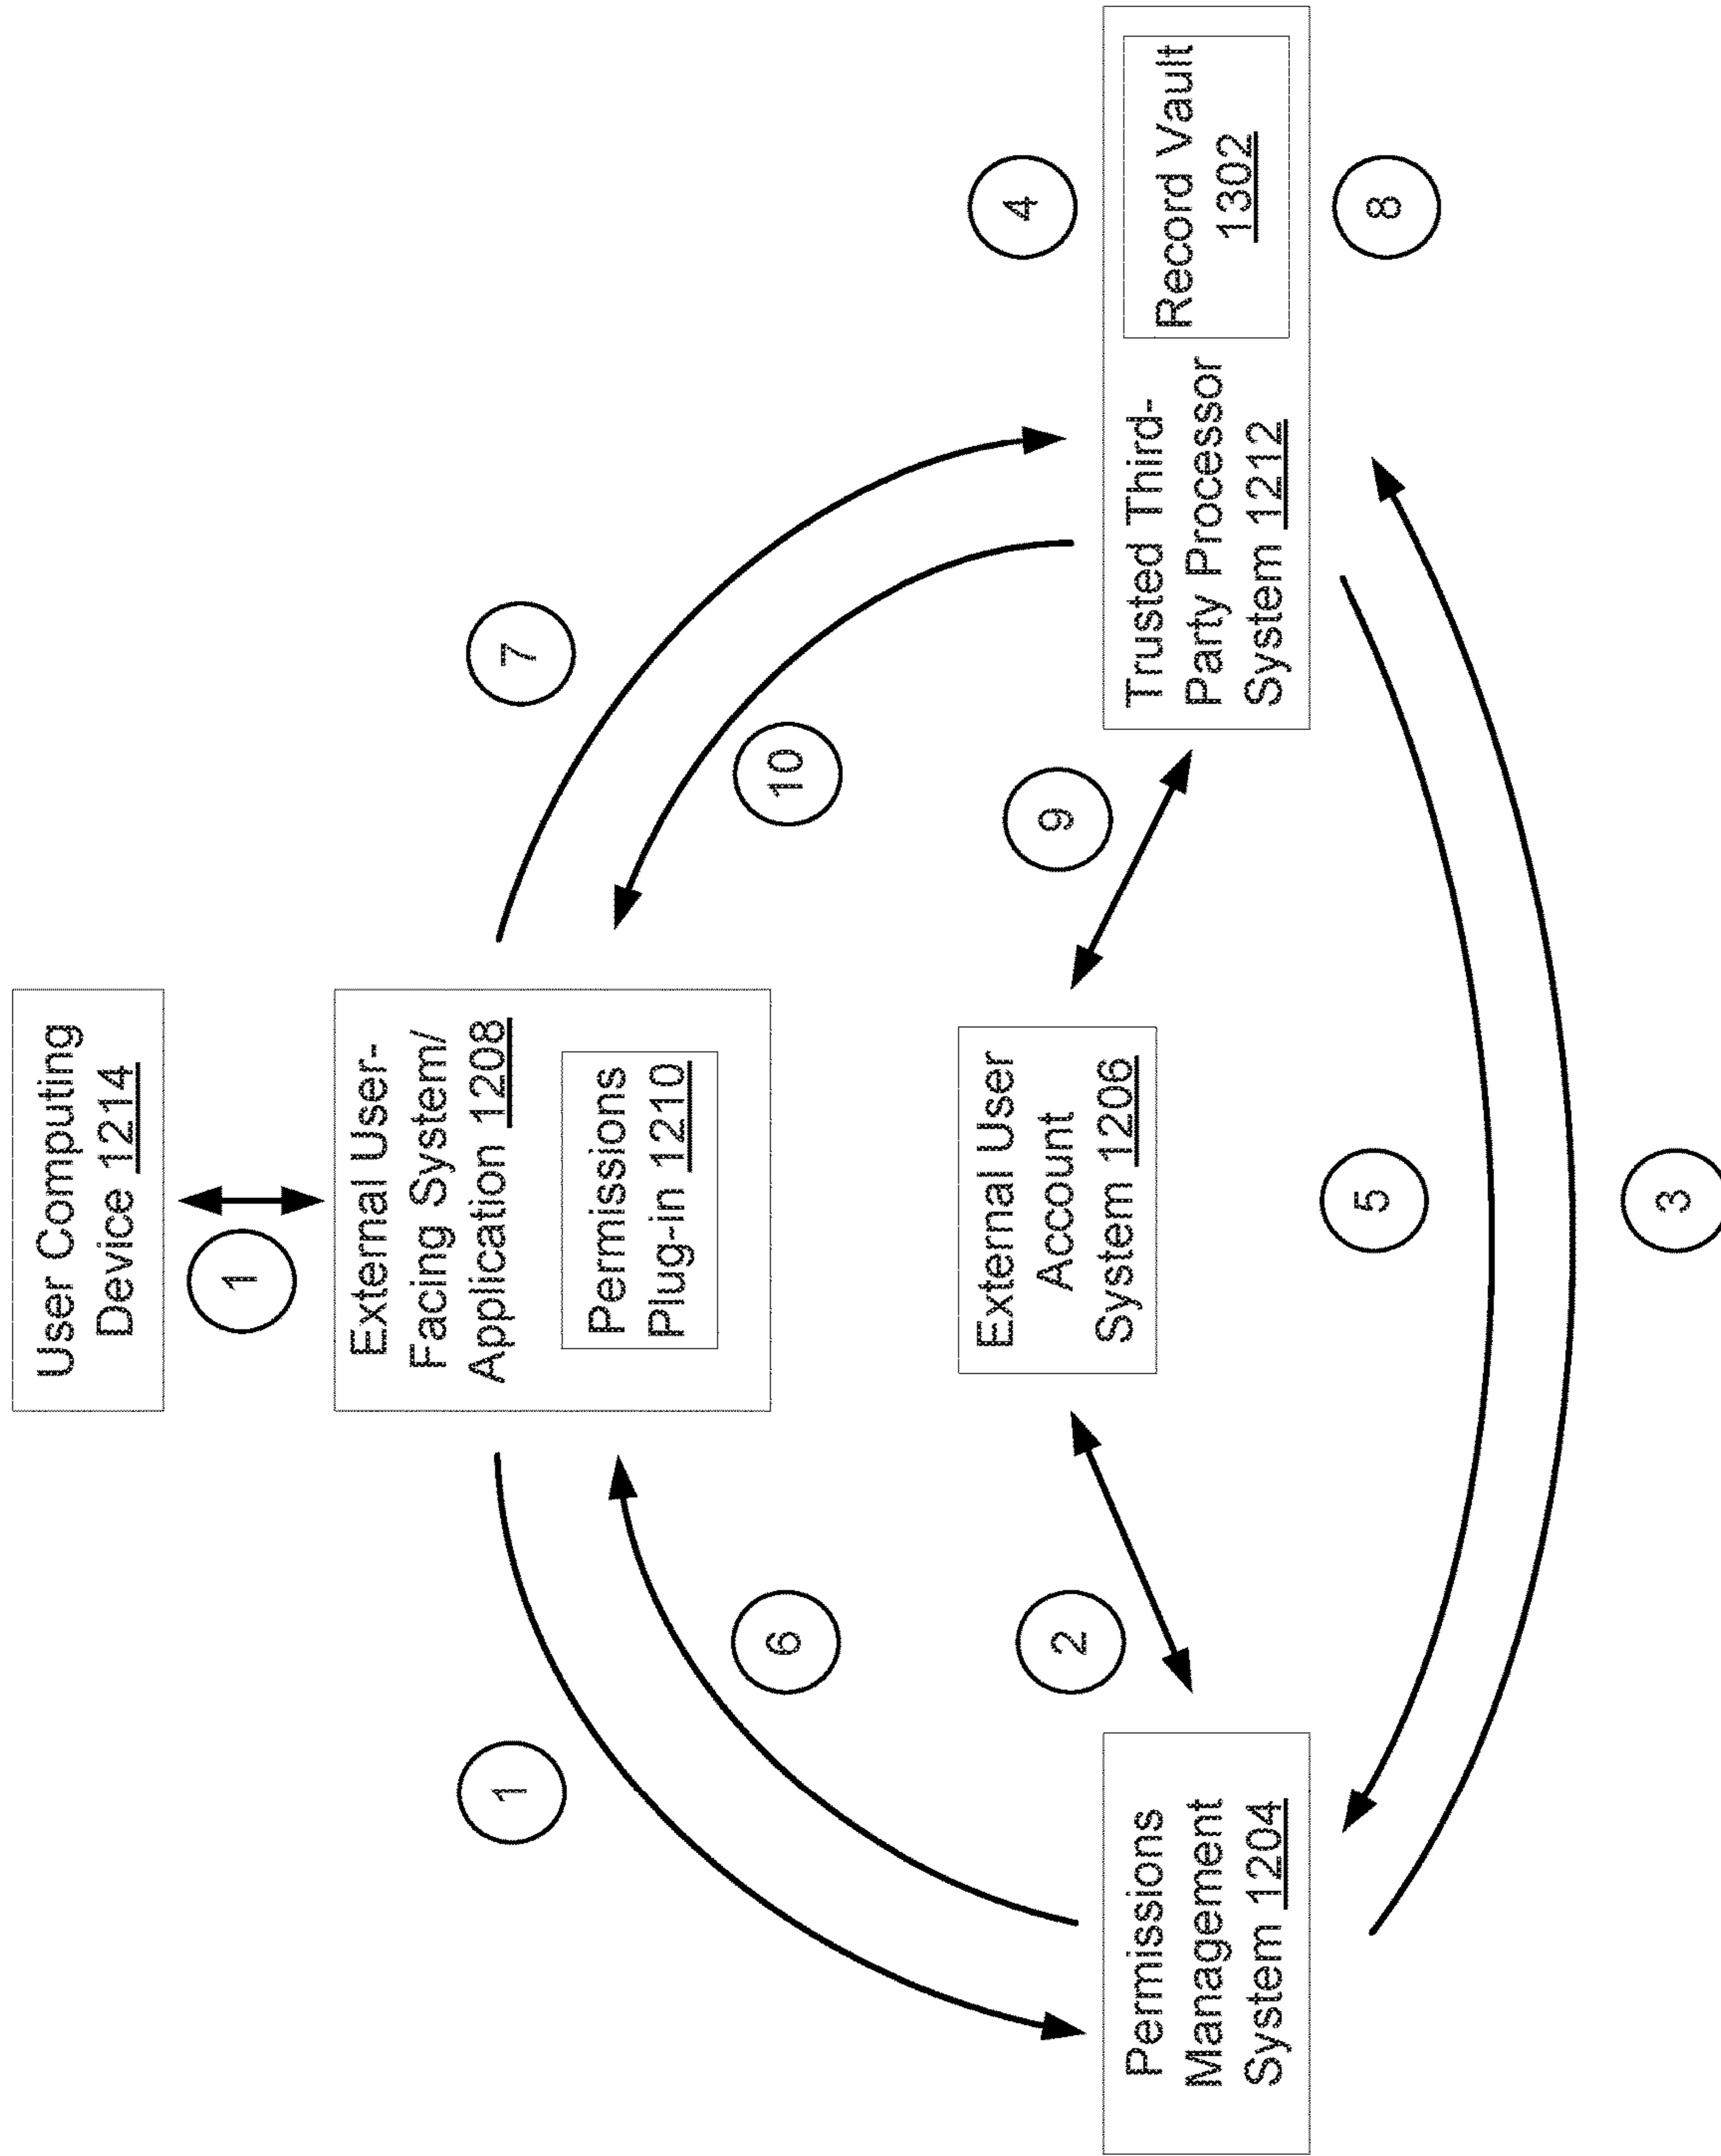 User Computing
Device 1214
1
External User-
Facing System/
Application 1208
Permissions
Plug-in 1210
1
6
7
10
External User
Account
System 1206
2
9
Permissions
Management
System 1204
4
Trusted Third-
Party Processor
System 1212
Record Vault
1302
8
5
3